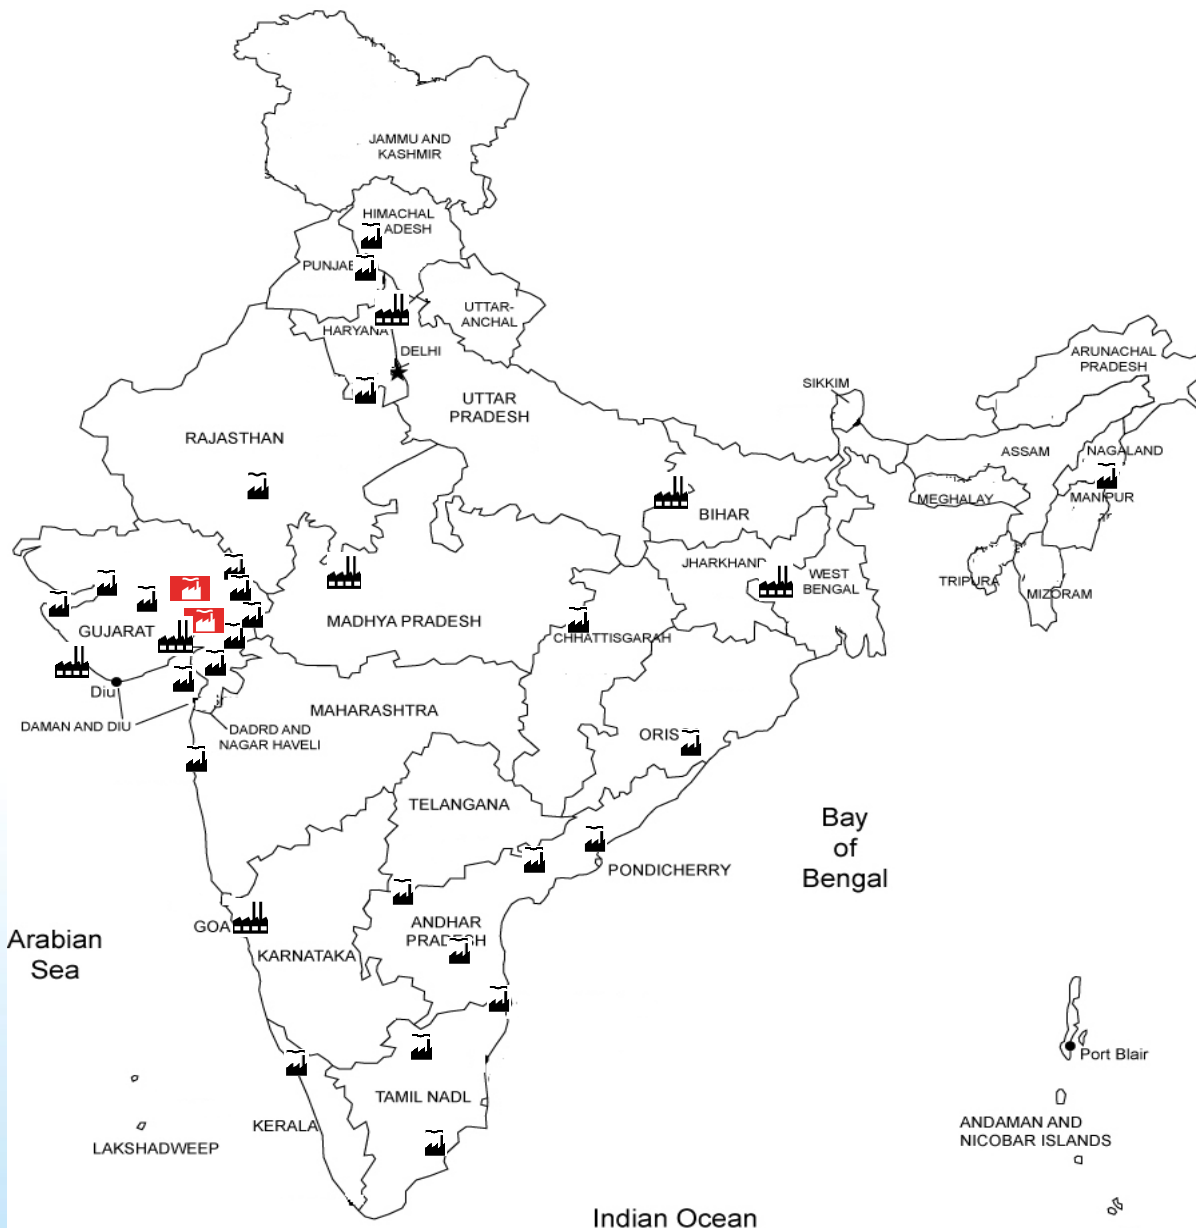 JAMMU AND
KASHMIR
HIMACHAL
ADESH
PUNJAB
UTTAR-
ANCHAL
HARYANA
DELHI
ARUNACHAL
PRADESH
SIKKIM
UTTAR
PRADESH
RAJASTHAN
ASSAM
NAGALAND
MEGHALAY
MANIPUR
BIHAR
JHARKHAND
WEST
BENGAL
TRIPURA
MIZORAM
GUJARAT
MADHYA PRADESH
CHHATTISGARAH
Diu
DAMAN AND DIU
DADRD AND
NAGAR HAVELI
MAHARASHTRA
ORIS
TELANGANA
Bay
of
Bengal
PONDICHERRY
GOA
ANDHAR
PRADESH
Arabian
Sea
KARNATAKA
Port Blair
TAMIL NADL
KERALA
LAKSHADWEEP
ANDAMAN AND
NICOBAR ISLANDS
Indian Ocean